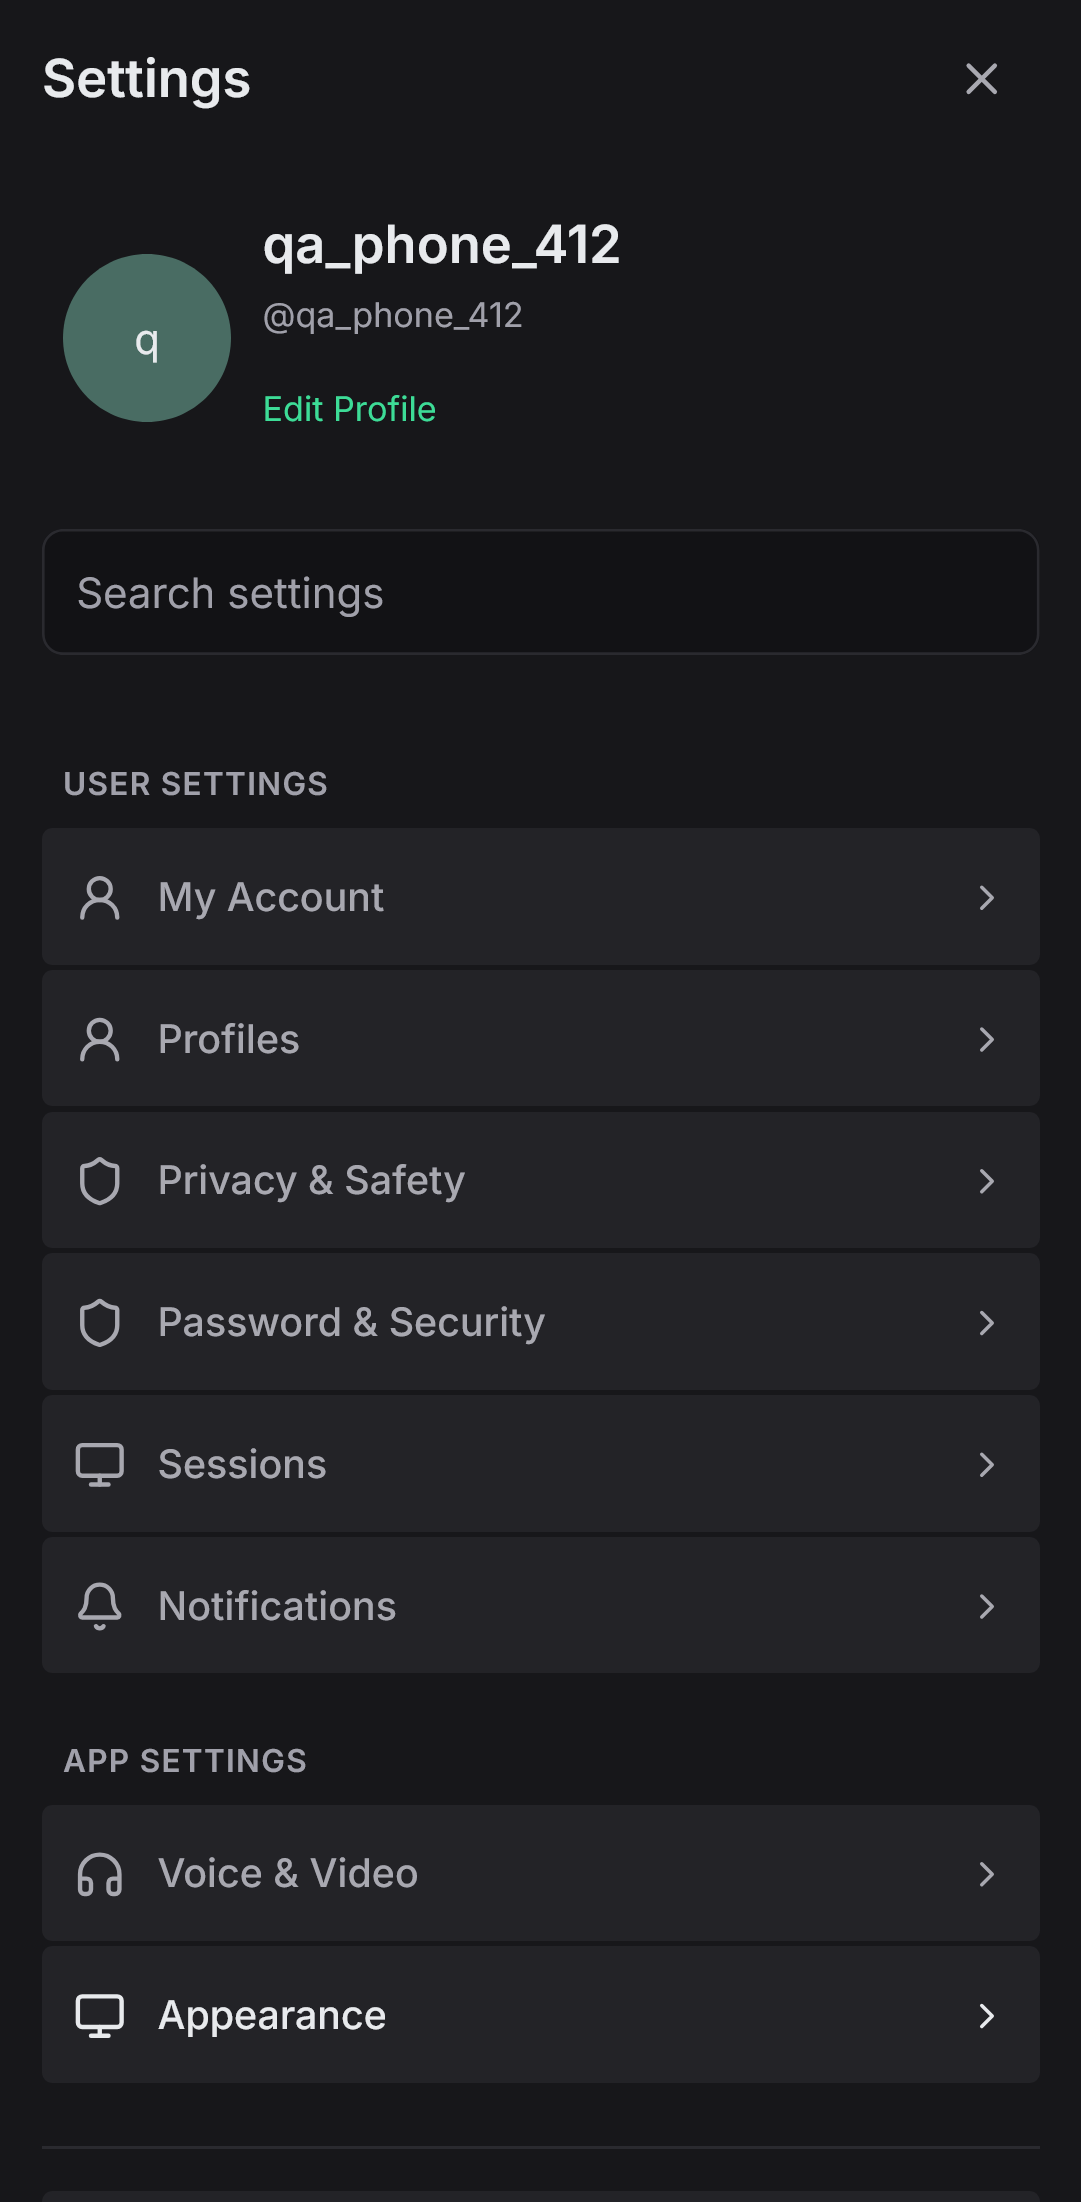 Settings
qa_phone_412
q
@qa_phone_412
Edit Profile
Search settings
USER SETTINGS
My Account
Profiles
Privacy & Safety
Password & Security
Sessions
Notifications
APP SETTINGS
Voice & Video
Appearance